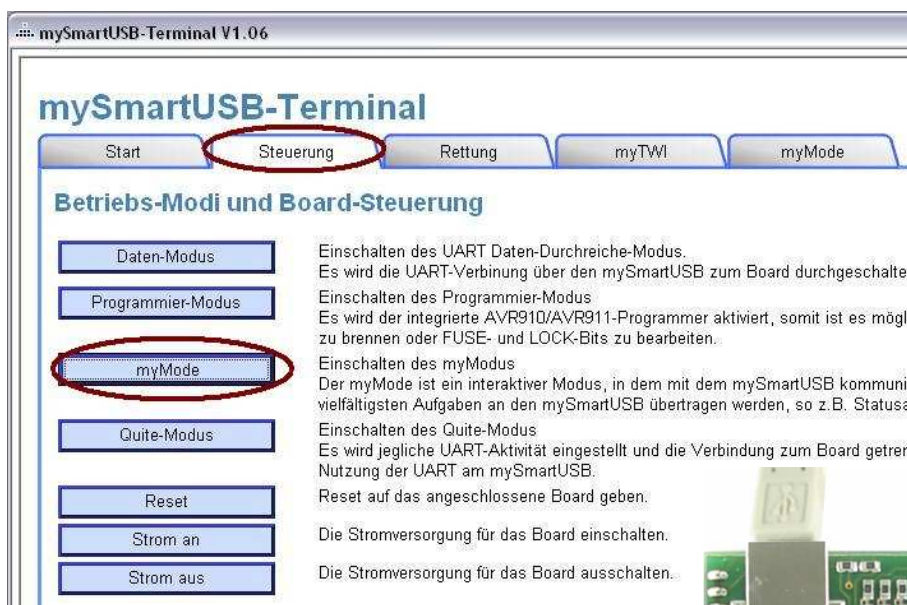 mySmartUSB-Terminal V1.06
mySmartUSB-Terminal
Start Steuerung Rettung myTWI myMode
Betriebs-Modi und Board-Steuerung
Daten-Modus
Einschalten des UART Daten-Durchreiche-Modus.
Es wird die UART-Verbinung über den mySmartUSB zum Board durchgeschalte
Programmier-Modus
Einschalten des Programmier-Modus
Es wird der integrierte AVR910/AVR911-Programmer aktiviert, somit ist es mögl
zu brennen oder FUSE- und LOCK-Bits zu bearbeiten.
myMode
Einschalten des myModus
Der myMode ist ein interaktiver Modus, in dem mit dem mySmartUSB kommuni
vielfältigsten Aufgaben an den mySmartUSB übertragen werden, so z.B. Statusa
Quite-Modus
Einschalten des Quite-Modus
Es wird jegliche UART-Aktivität eingestellt und die Verbindung zum Board getrer
Nutzung der UART am mySmartUSB.
Reset
Reset auf das angeschlossene Board geben.
Strom an
Die Stromversorgung für das Board einschalten.
Strom aus
Die Stromversorgung für das Board ausschalten.